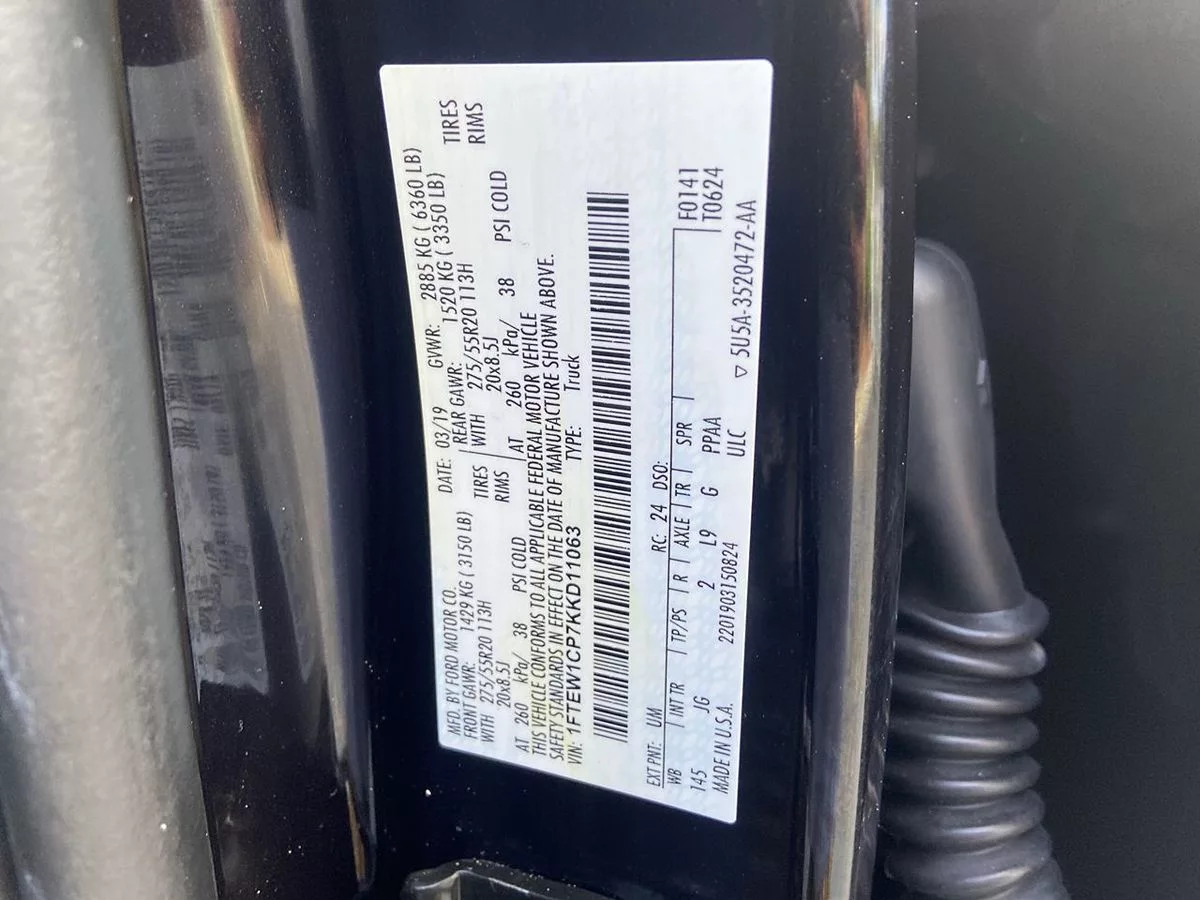 MFD. BY FORD MOTOR CO. DATE: 03/19 GVWR: 2885 KG ( 6360 LB)
FRONT GAWR: 1429 KG ( 3150 LB) REAR GAWR: 1520 KG ( 3350 LB)
WITH 275/55R20 113H TIRES WITH 275/55R20 113H TIRES
20x8.5J RIMS 20x8.5J RIMS
AT 260 kPa/ 38 PSI COLD AT 260 kPa/ 38 PSI COLD
THIS VEHICLE CONFORMS TO ALL APPLICABLE FEDERAL MOTOR VEHICLE
SAFETY STANDARDS IN EFFECT ON THE DATE OF MANUFACTURE SHOWN ABOVE.
VIN: 1FTEW1CP7KKD11063 TYPE: Truck
EXT PNT: UM RC: 24 DSO:
WB | INT TR | TP/PS | R | AXLE | TR | SPR | F0141
145 JG 2 L9 G PPAA T0624
MADE IN U.S.A. 2201903150824 ULC ▽ 5U5A-3520472-AA